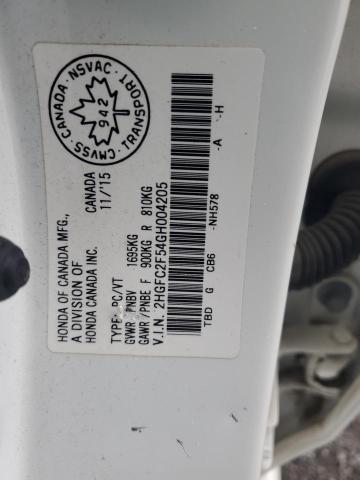 HONDA OF CANADA MFG.,
A DIVISION OF
HONDA CANADA INC.
CANADA
11/'15
TYPE: PC/VT
GVWR / PNBV 1695KG
GAWR / PNBE F 900KG R 810KG
V.I.N. 2HGFC2F54GH004205
TBD G CB6 -NH578 -A -H
CANADA · NSVAC · TRANSPORT · CMVSS
942